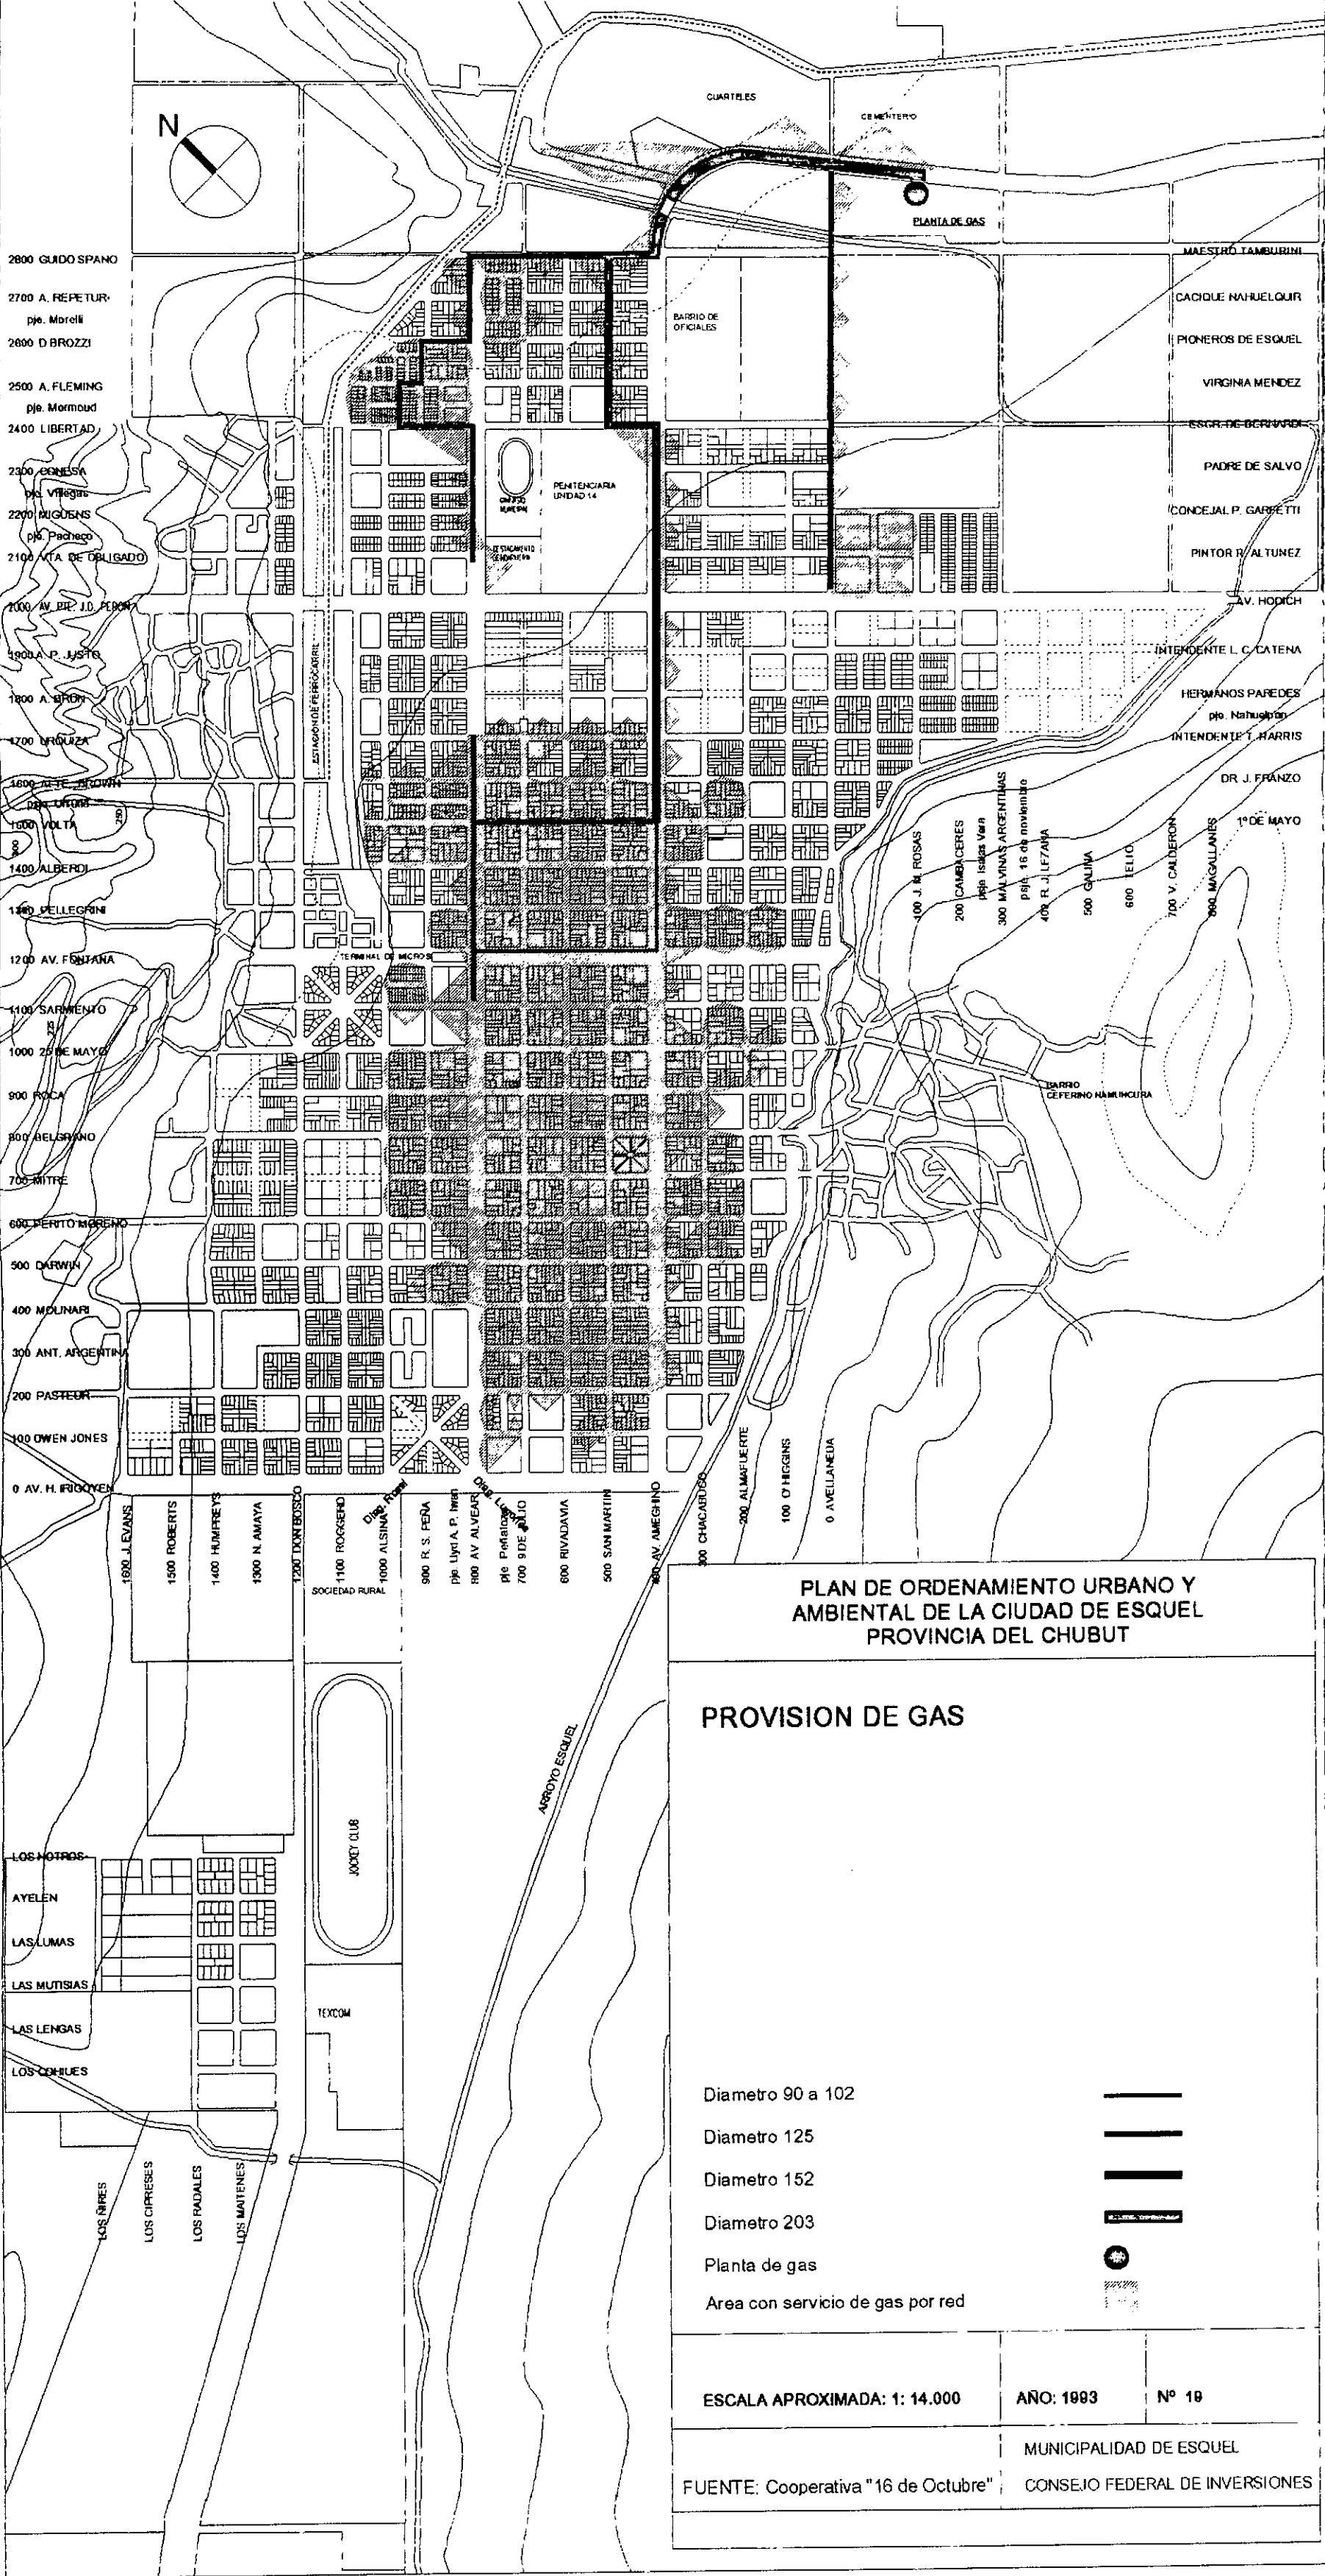 CUARTELES
CEMENTERIO
N
PLANTA DE GAS
2800 GUIDO SPANO
2700 A. REPETUR
pje. Morelli
2600 D BROZZI
2500 A. FLEMING
pje. Mermoud
2400 LIBERTAD
2300 CONESA
pje. Villegas
2200 MIGUENS
pje. Pacheco
2100 VTA. DE OBLIGADO
2000 AV. PTE. J.D. PERON
1900 A. P. JUSTO
1800 A. BRUN
1700 URQUIZA
1600 ALTE. BROWN
1500 VOLTA
1400 ALBERDI
1300 PELLEGRINI
1200 AV. FONTANA
1100 SARMIENTO
1000 25 DE MAYO
900 ROCA
800 BELGRANO
700 MITRE
600 PERITO MORENO
500 DARWIN
400 MOLINARI
300 ANT. ARGENTINA
200 PASTEUR
100 OWEN JONES
0 AV. H. IRIGOYEN
MAESTRO TAMBURINI
CACIQUE NAHUELQUIR
PIONEROS DE ESQUEL
VIRGINIA MENDEZ
ESCR. DE BERNARDI
PADRE DE SALVO
CONCEJAL P. GARBETTI
PINTOR R. ALTUNEZ
AV. HODICH
INTENDENTE L. C. CATENA
HERMANOS PAREDES
pje. Nahuelpan
INTENDENTE T. HARRIS
DR J. FRANZO
1º DE MAYO
BARRIO DE
OFICIALES
PENITENCIARIA
UNIDAD 14
ESTACION DE FERROCARRIL
TERMINAL DE MICROS
100 J. M. ROSAS
200 CAMBACERES
pje Islas Vera
300 MALVINAS ARGENTINAS
psje. 16 de noviembre
400 R. J. LEZAMA
500 GALINA
600 TELIO
700 V. CALDERON
800 MAGALLANES
BARRIO
CEFERINO NAMUNCURA
1600 J. EVANS
1500 ROBERTS
1400 HUMPREYS
1300 N. AMAYA
1200 DON BOSCO
1100 ROGGERO
1000 ALSINA
900 R. S. PEÑA
pje. Llyd A. P. Iwan
800 AV ALVEAR
700 9 DE JULIO
600 RIVADAVIA
500 SAN MARTIN
400 AV. AMEGHINO
300 CHACABUCO
200 ALMAFUERTE
100 O'HIGGINS
0 AVELLANEDA
SOCIEDAD RURAL
ARROYO ESQUEL
JOCKEY CLUB
TEXCOM
LOS NOTROS
AYELEN
LAS LUMAS
LAS MUTISIAS
LAS LENGAS
LOS COHIUES
LOS ÑIRES
LOS CIPRESES
LOS RADALES
LOS MAITENES
PLAN DE ORDENAMIENTO URBANO Y
AMBIENTAL DE LA CIUDAD DE ESQUEL
PROVINCIA DEL CHUBUT
PROVISION DE GAS
Diametro 90 a 102
Diametro 125
Diametro 152
Diametro 203
Planta de gas
Area con servicio de gas por red
ESCALA APROXIMADA: 1: 14.000
AÑO: 1993
Nº 19
MUNICIPALIDAD DE ESQUEL
FUENTE: Cooperativa "16 de Octubre"
CONSEJO FEDERAL DE INVERSIONES